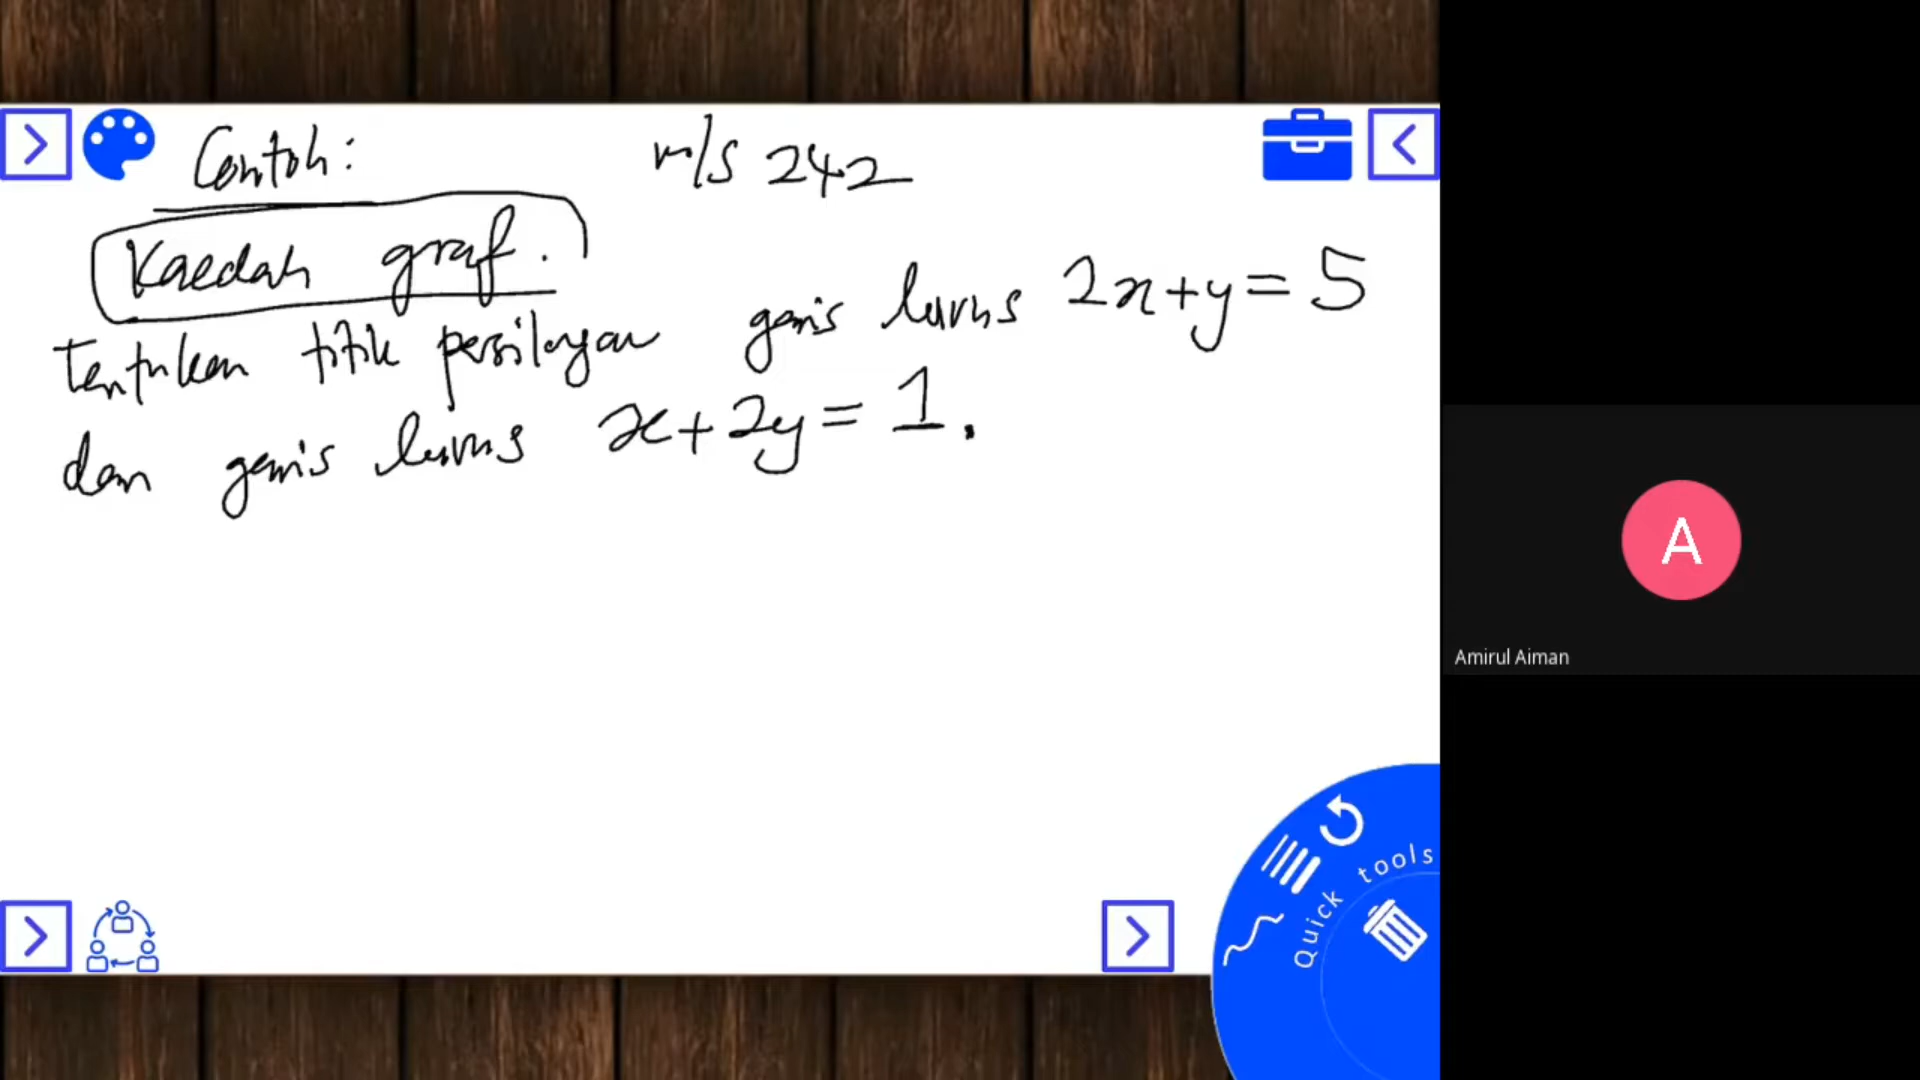 Contoh: m/s 242
Kaedah graf.
Tentukan titik persilangan garis lurus 2x+y=5
dan garis lurus x+2y=1.
A
Amirul Aiman
Quick tools